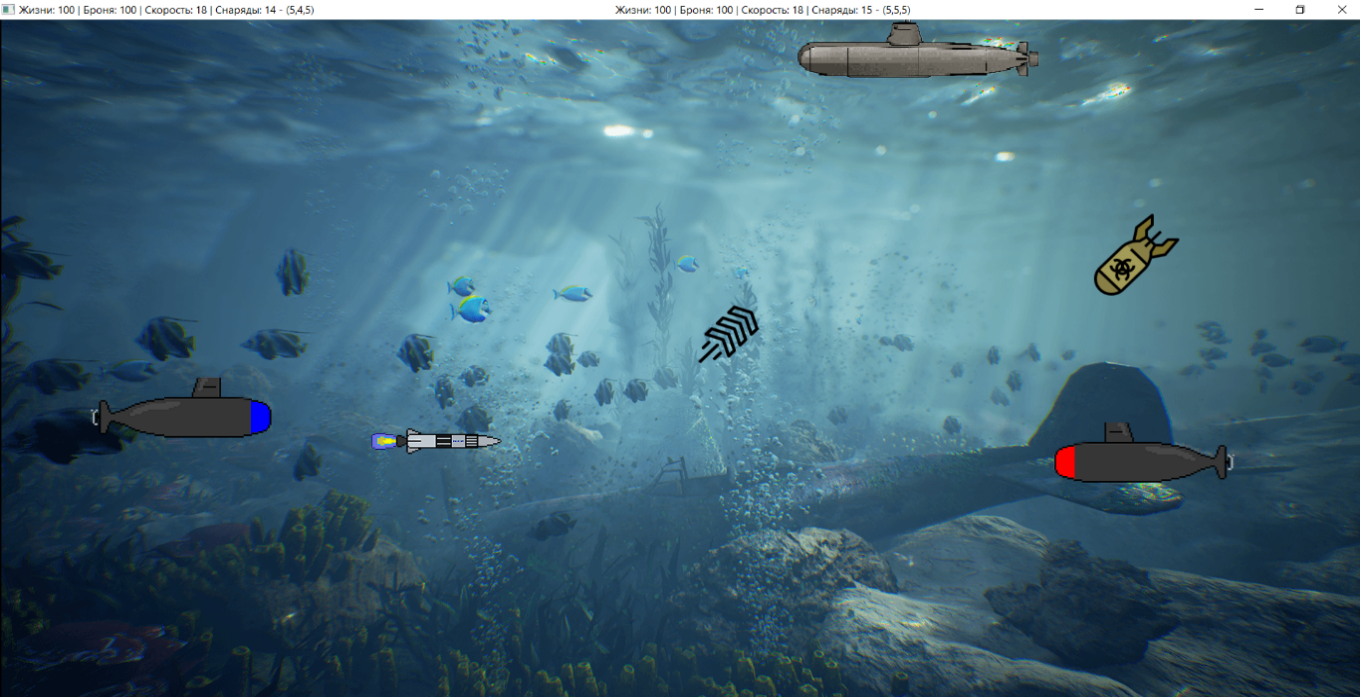 Жизни: 100 | Броня: 100 | Скорость: 18 | Снаряды: 14 - (5,4,5)
Жизни: 100 | Броня: 100 | Скорость: 18 | Снаряды: 15 - (5,5,5)